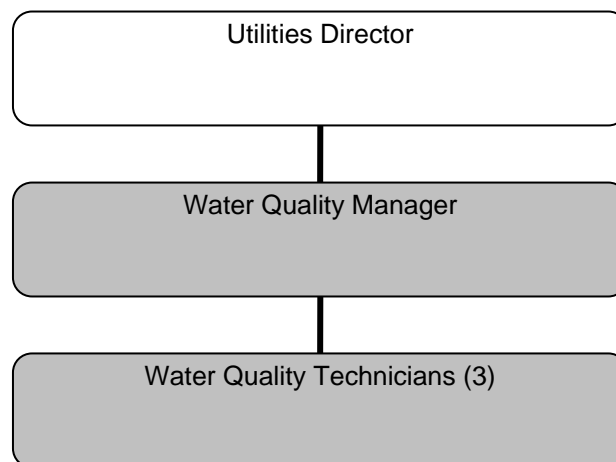 Utilities Director
Water Quality Manager
Water Quality Technicians (3)